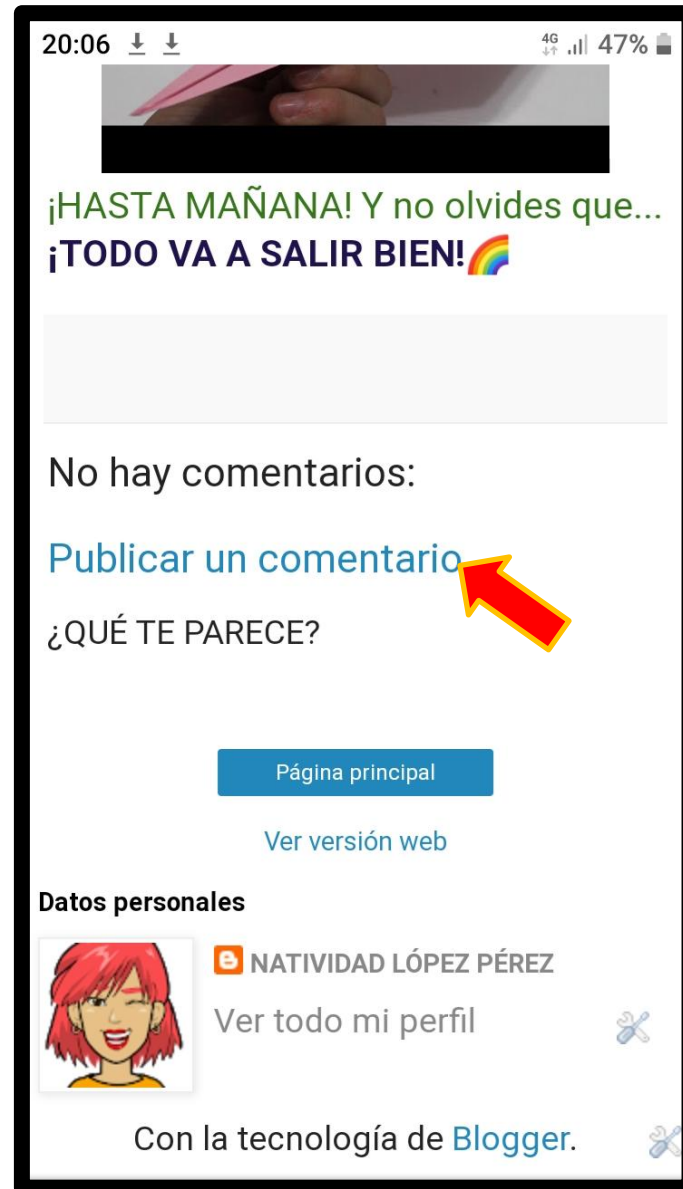 20:06 4G 47%
¡HASTA MAÑANA! Y no olvides que...
¡TODO VA A SALIR BIEN!🌈
No hay comentarios:
Publicar un comentario
¿QUÉ TE PARECE?
Página principal
Ver versión web
Datos personales
NATIVIDAD LÓPEZ PÉREZ
Ver todo mi perfil
Con la tecnología de Blogger.